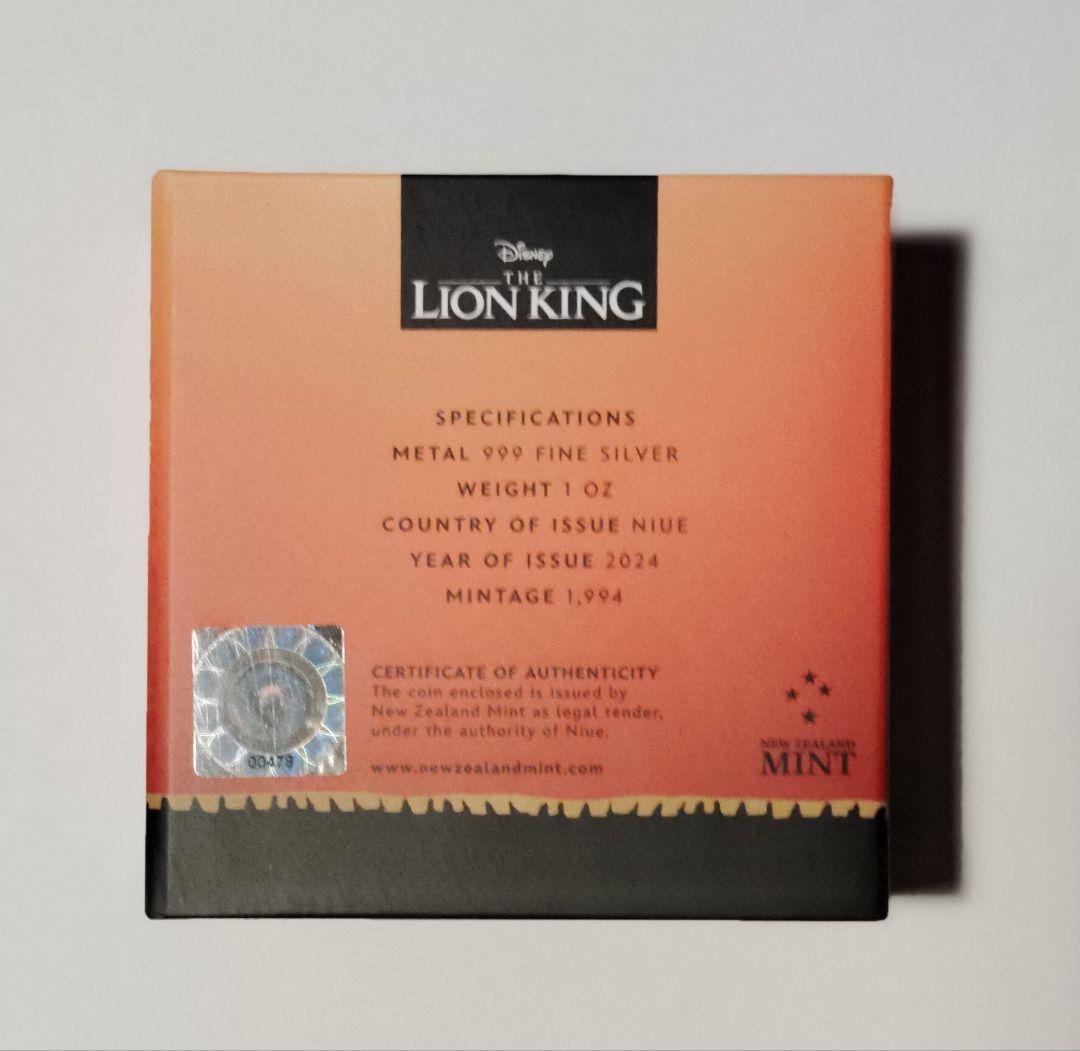 Disney
THE
LION KING
SPECIFICATIONS
METAL 999 FINE SILVER
WEIGHT 1 OZ
COUNTRY OF ISSUE NIUE
YEAR OF ISSUE 2024
MINTAGE 1,994
CERTIFICATE OF AUTHENTICITY
The coin enclosed is issued by
New Zealand Mint as legal tender,
under the authority of Niue.
www.newzealandmint.com
00479
NEW ZEALAND
MINT